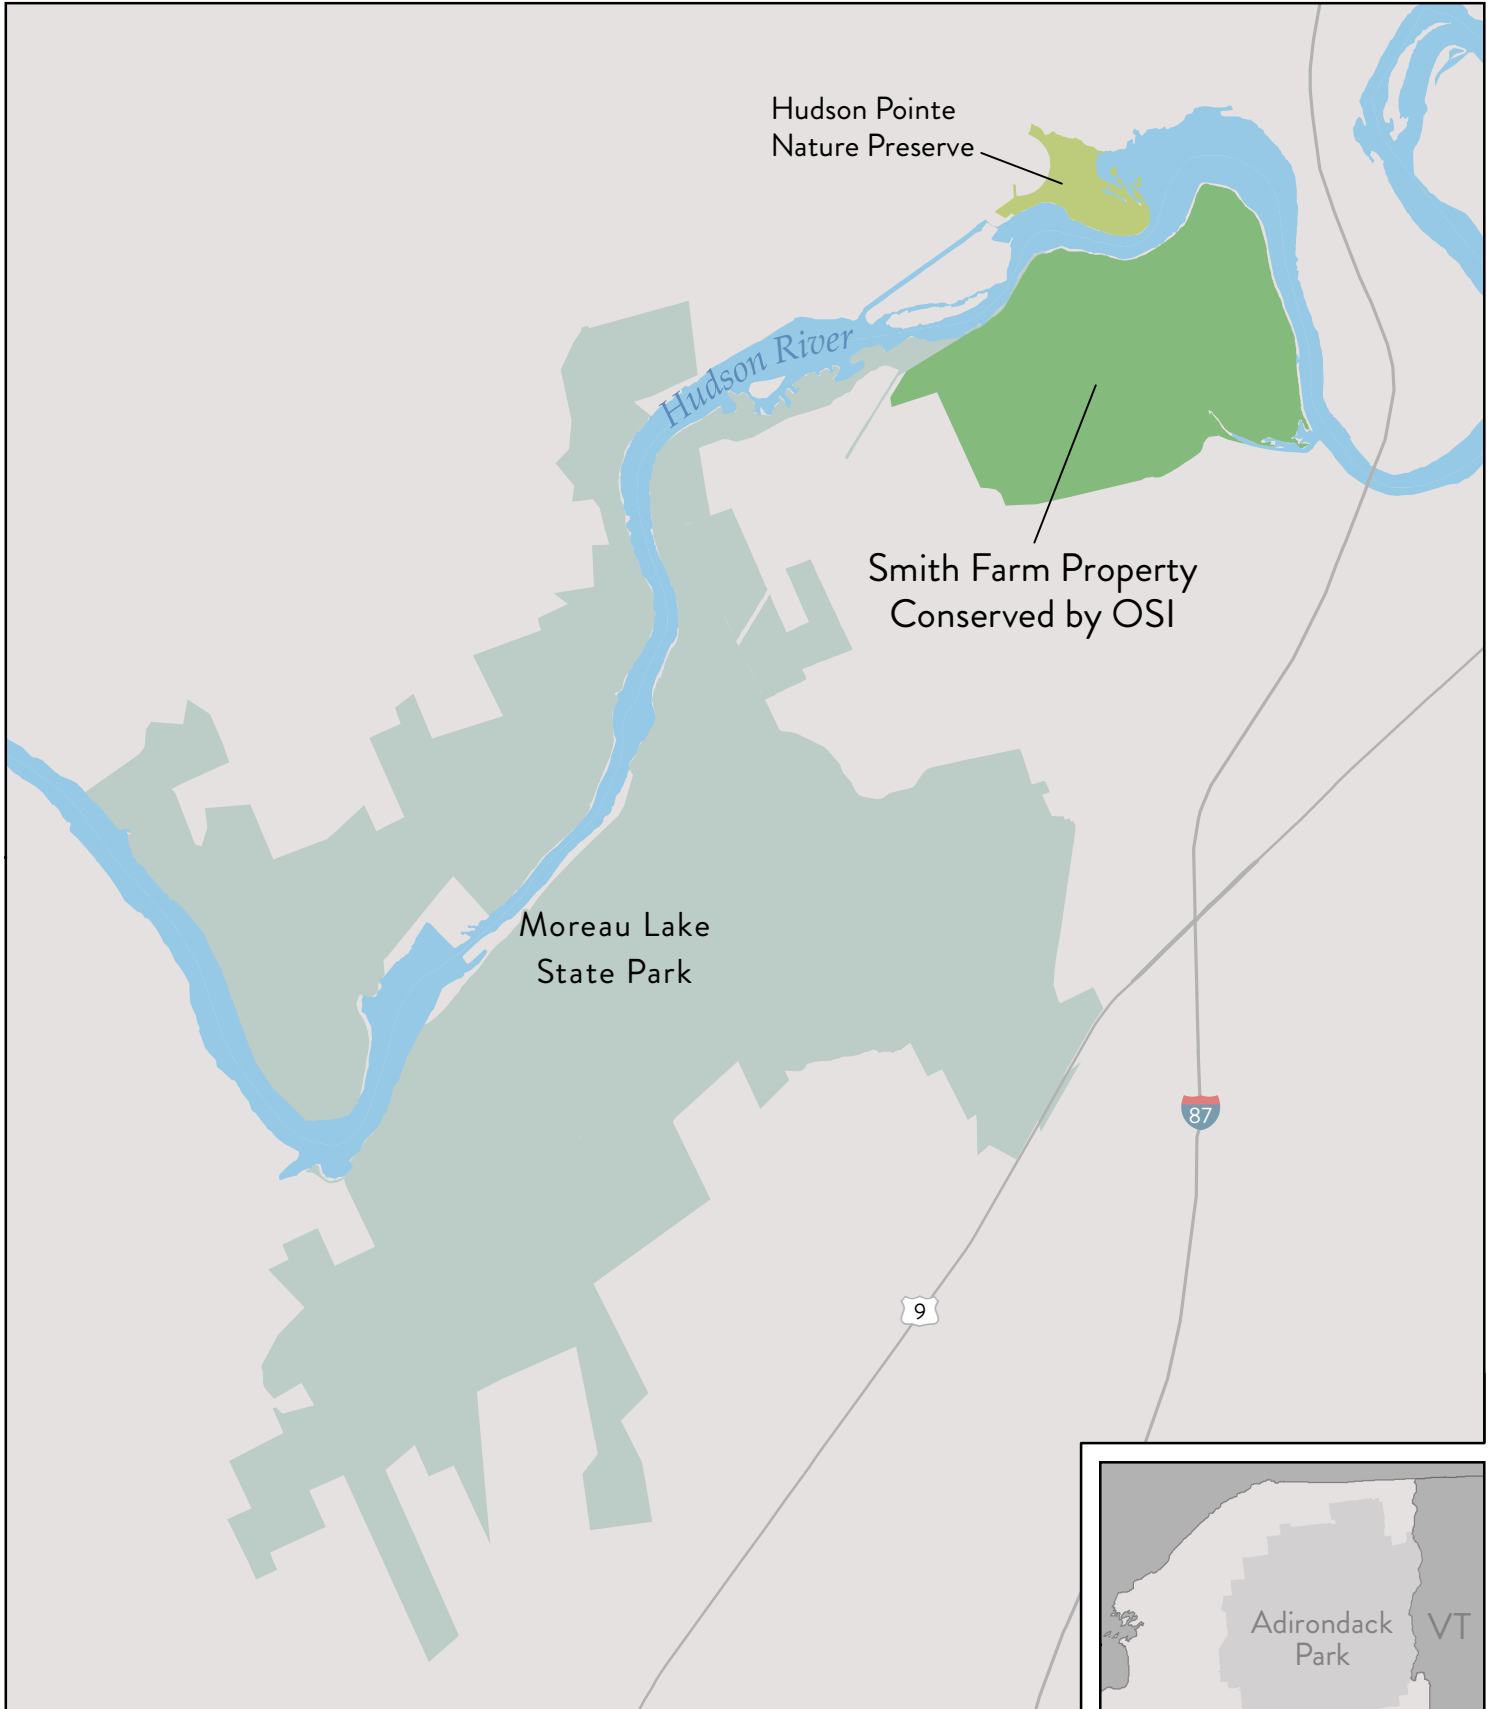 Hudson Pointe
Nature Preserve
Hudson River
Smith Farm Property
Conserved by OSI
Moreau Lake
State Park
87
9
Adirondack
Park
VT